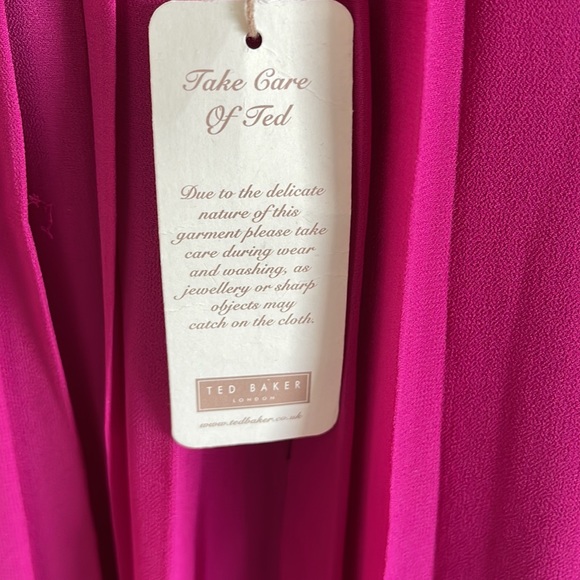 Take Care
Of Ted
Due to the delicate
nature of this
garment please take
care during wear
and washing, as
jewellery or sharp
objects may
catch on the cloth.
TED BAKER
LONDON
www.tedbaker.co.uk